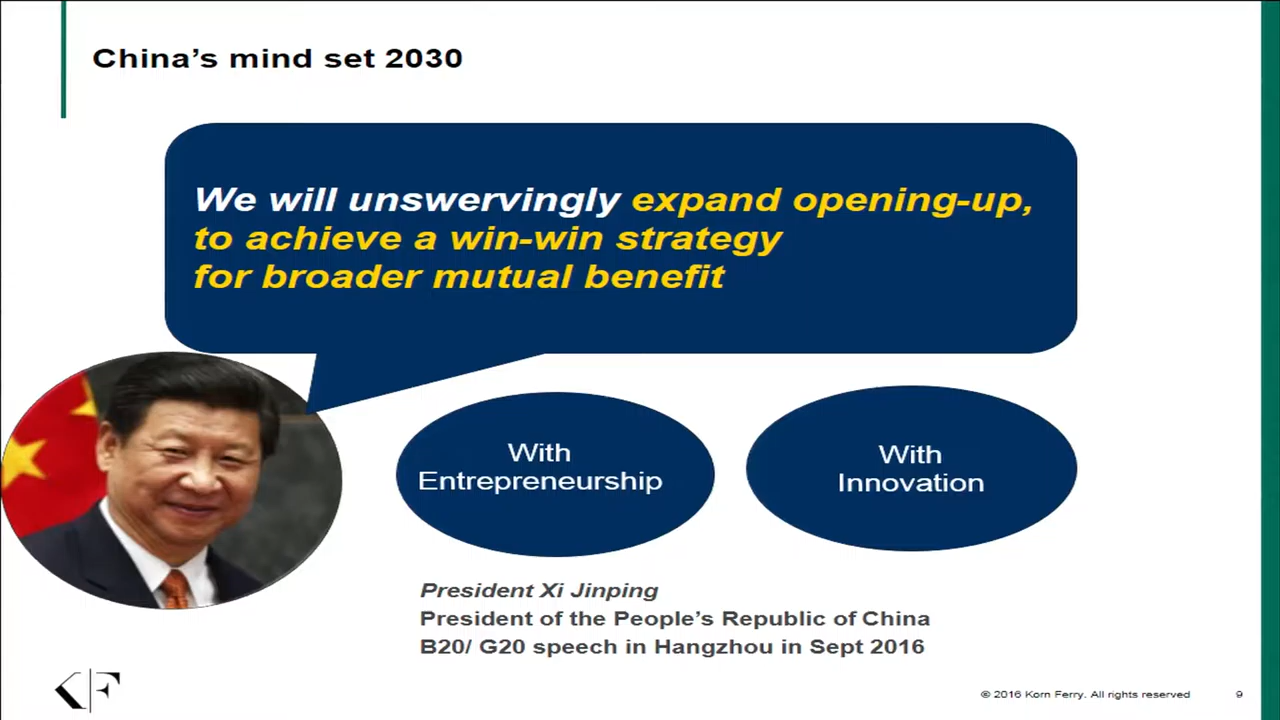 China’s mind set 2030
We will unswervingly expand opening-up,
to achieve a win-win strategy
for broader mutual benefit
With
Entrepreneurship
With
Innovation
President Xi Jinping
President of the People’s Republic of China
B20/ G20 speech in Hangzhou in Sept 2016
KF
© 2016 Korn Ferry. All rights reserved
9